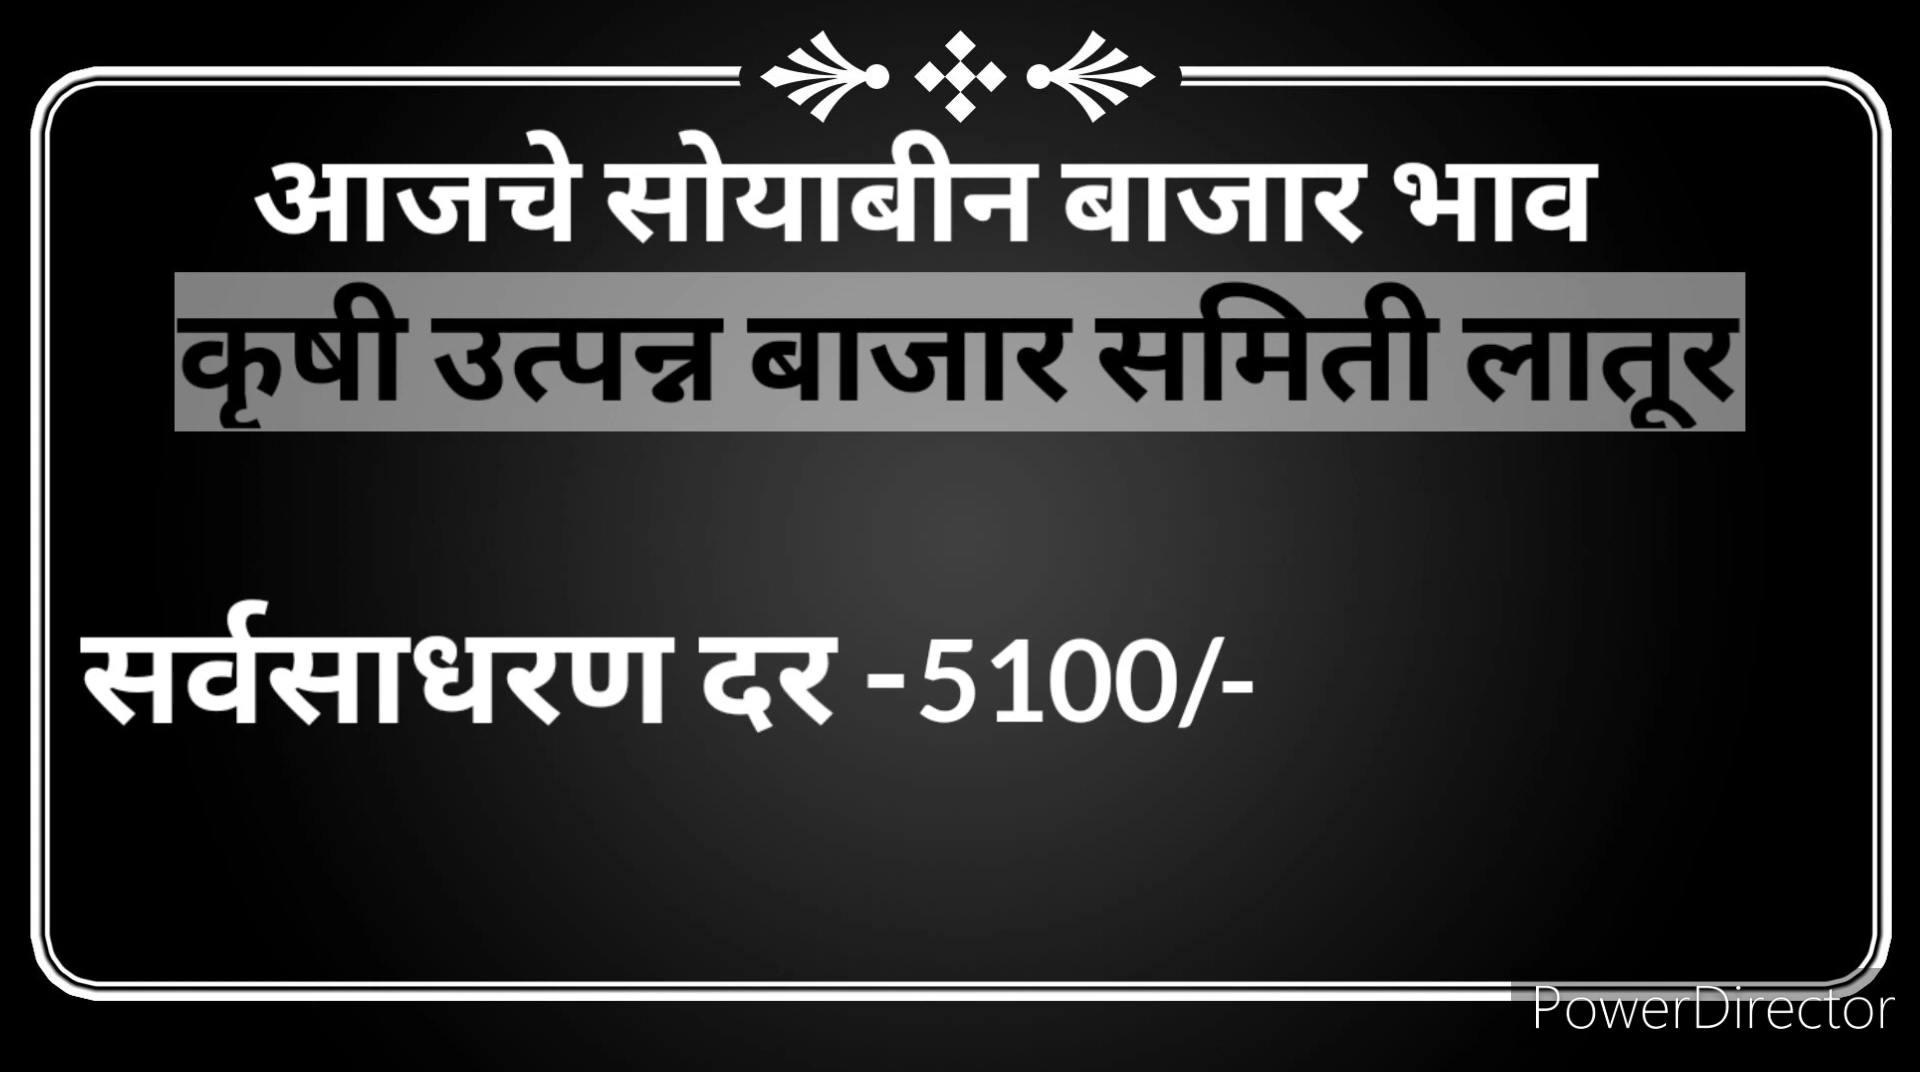 आजचे सोयाबीन बाजार भाव
कृषी उत्पन्न बाजार समिती लातूर
सर्वसाधरण दर -5100/-
PowerDirector